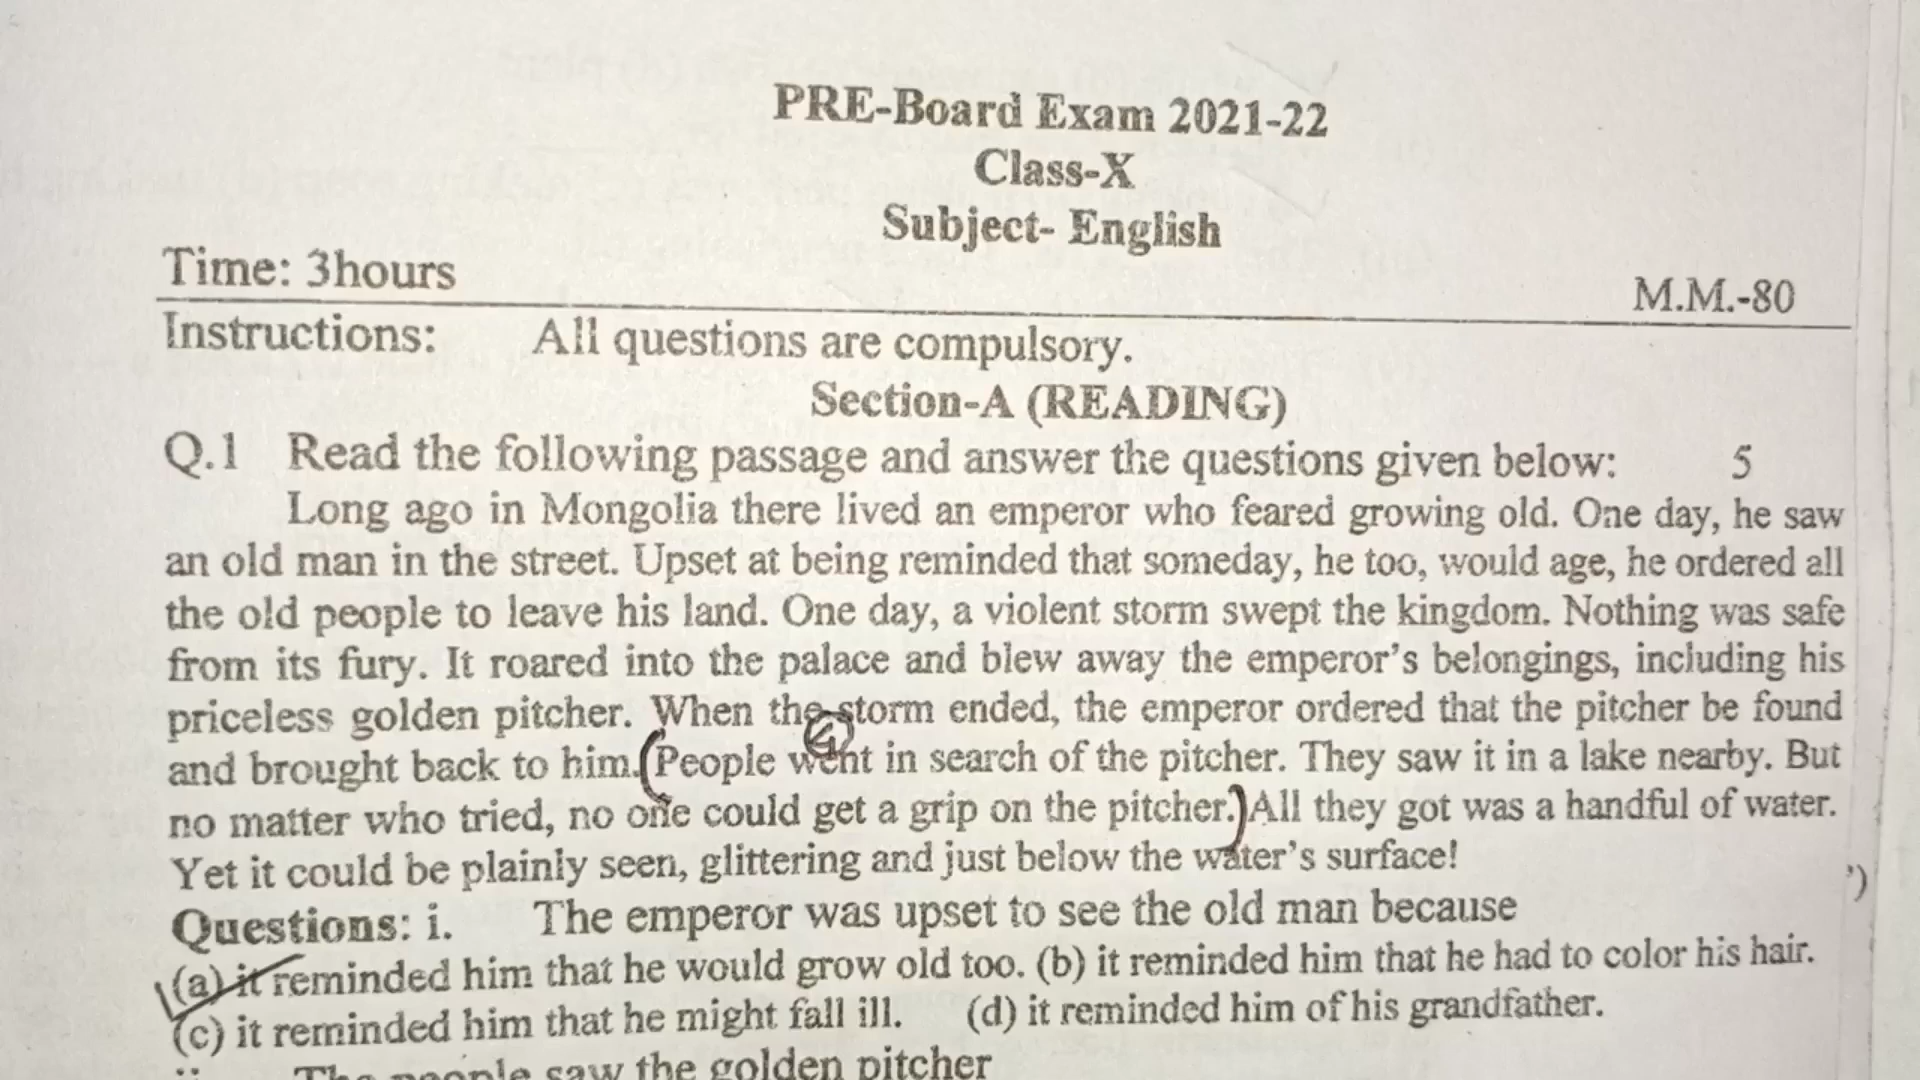 PRE-Board Exam 2021-22
Class-X
Subject- English
Time: 3hours
M.M.-80
Instructions: All questions are compulsory.
Section-A (READING)
Q.1 Read the following passage and answer the questions given below: 5
Long ago in Mongolia there lived an emperor who feared growing old. One day, he saw
an old man in the street. Upset at being reminded that someday, he too, would age, he ordered all
the old people to leave his land. One day, a violent storm swept the kingdom. Nothing was safe
from its fury. It roared into the palace and blew away the emperor's belongings, including his
priceless golden pitcher. When the storm ended, the emperor ordered that the pitcher be found
4
and brought back to him.(People went in search of the pitcher. They saw it in a lake nearby. But
no matter who tried, no one could get a grip on the pitcher.)All they got was a handful of water.
Yet it could be plainly seen, glittering and just below the water's surface!
')
Questions: i. The emperor was upset to see the old man because
(a) it reminded him that he would grow old too. (b) it reminded him that he had to color his hair.
(c) it reminded him that he might fall ill. (d) it reminded him of his grandfather.
The people saw the golden pitcher